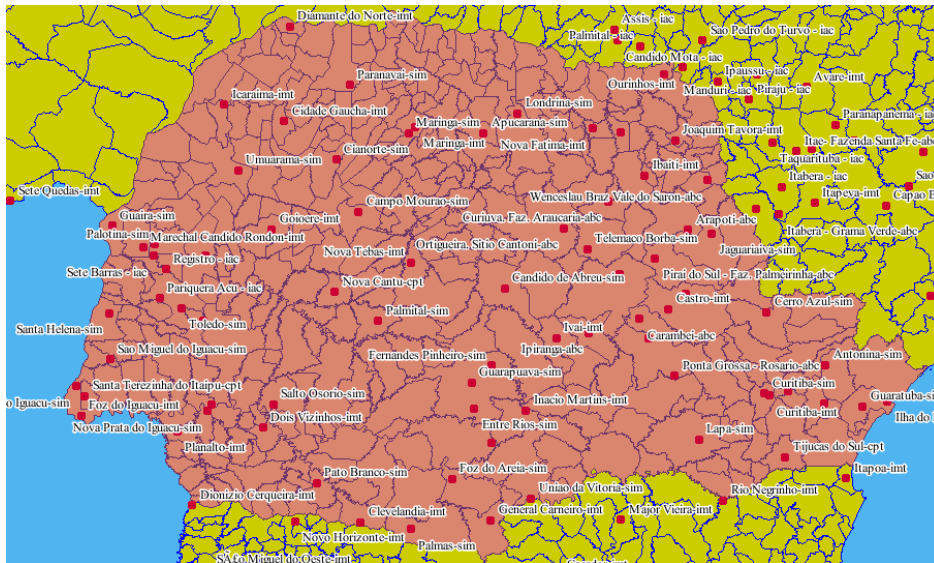 Diamante do Norte-imt
Assis - iac
Palmital - iac
Sao Pedro do Turvo - iac
Candido Mota - iac
Paranavai-sim
Ipaussu - iac
Avare-imt
Ourinhos-imt
Manduri - iac
Piraju - iac
Icaraima-imt
Cidade Gaucha-imt
Londrina-sim
Paranapanema - ia
Maringa-sim
Apucarana-sim
Joaquim Tavora-imt
Maringa-imt
Nova Fatima-imt
Itae- Fazenda Santa Fe-abc
Cianorte-sim
Taquarituba - iac
Umuarama-sim
Ibaiti-imt
Itabera - iac
Sao
Sete Quedas-imt
Itapeva-imt
Capao B
Wenceslau Braz Vale do Saron-abc
Campo Mourao-sim
Guaira-sim
Goioere-imt
Curiuva, Faz. Araucaria-abc
Arapoti-abc
Palotina-sim
Marechal Candido Rondon-imt
Itabera - Grama Verde-abc
Nova Tebas-imt
Ortigueira, Sitio Cantoni-abc
Telemaco Borba-sim
Jaguariaiva-sim
Sete Barras - iac
Registro - iac
Candido de Abreu-sim
Pirai do Sul - Faz. Palmeirinha-abc
Pariquera Acu - iac
Nova Cantu-cpt
Castro-imt
Cerro Azul-sim
Santa Helena-sim
Toledo-sim
Palmital-sim
Ivai-imt
Carambei-abc
Sao Miguel do Iguacu-sim
Fernandes Pinheiro-sim
Ipiranga-abc
Antonina-sim
Guarapuava-sim
Ponta Grossa - Rosario-abc
Santa Terezinha do Itaipu-cpt
Salto Osorio-sim
Inacio Martins-imt
Curitiba-sim
Guaratuba-s
o Iguacu-sim
Foz do Iguacu-imt
Dois Vizinhos-imt
Curitiba-imt
Ilha do
Nova Prata do Iguacu-sim
Entre Rios-sim
Lapa-sim
Planalto-imt
Tijucas do Sul-cpt
Pato Branco-sim
Foz do Areia-sim
Itapoa-imt
Dionizio Cerqueira-imt
Uniao da Vitoria-sim
Rio Negrinho-imt
Clevelandia-imt
General Carneiro-imt
Major Vieira-imt
Novo Horizonte-imt
Palmas-sim
SÃ£o Miguel do Oeste-imt